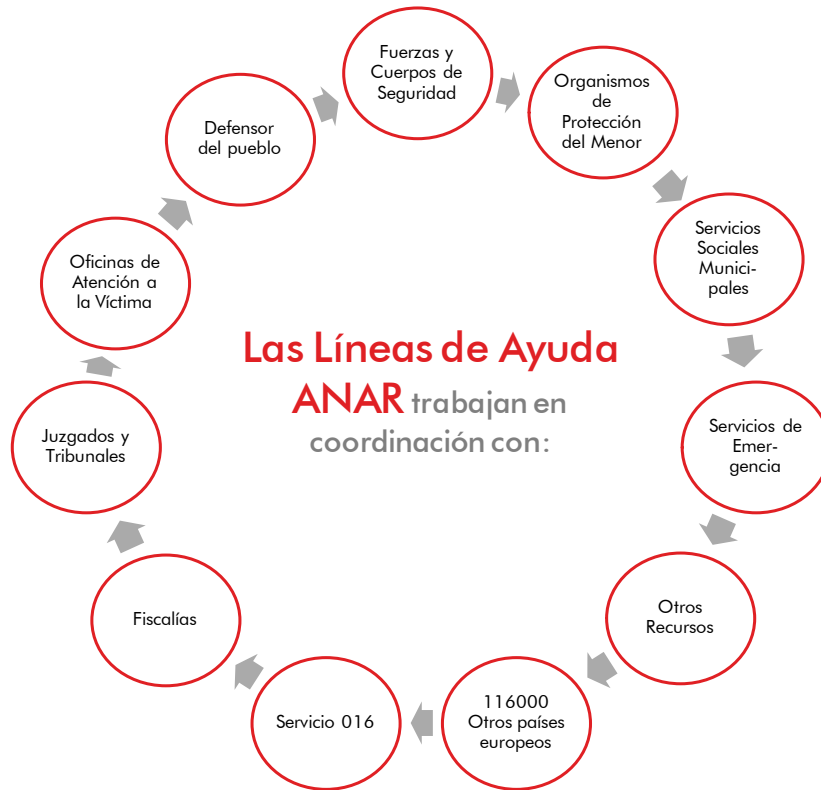 Fuerzas y
Cuerpos de
Seguridad
Organismos
de
Protección
del Menor
Servicios
Sociales
Munici-
pales
Servicios de
Emer-
gencia
Otros
Recursos
116000
Otros países
europeos
Servicio 016
Fiscalías
Juzgados y
Tribunales
Oficinas de
Atención a
la Víctima
Defensor
del pueblo
Las Líneas de Ayuda
ANAR trabajan en
coordinación con: